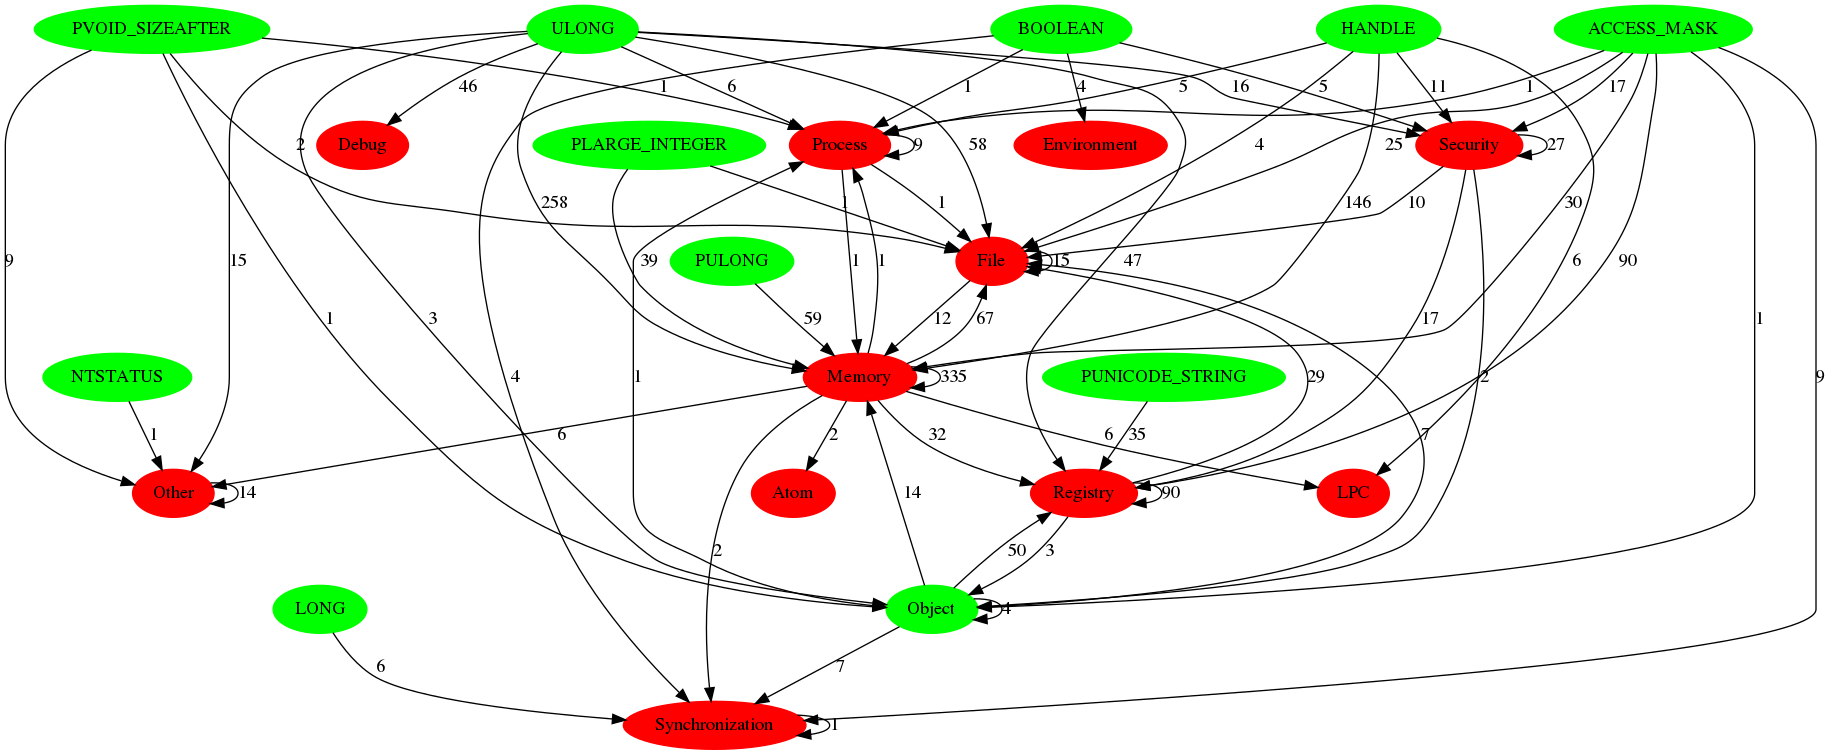 PVOID_SIZEAFTER
ULONG
BOOLEAN
HANDLE
ACCESS_MASK
46
1
6
1
4
5
16
5
11
1
17
Debug
PLARGE_INTEGER
Process
Environment
Security
2
9
58
4
25
27
258
1
1
10
146
30
9
15
39
PULONG
1
1
File
15
47
6
90
1
3
59
12
67
29
17
1
NTSTATUS
4
1
Memory
335
PUNICODE_STRING
2
9
1
6
2
32
6
35
7
Other
14
Atom
14
Registry
90
LPC
2
50
3
LONG
Object
4
6
7
Synchronization
1